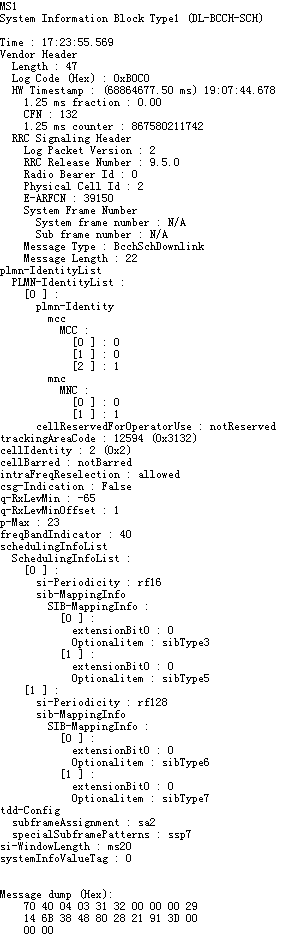 MS1
System Information Block Type1 (DL-BCCH-SCH)
Time : 17:23:55.569
Vendor Header
Length : 47
Log Code (Hex) : 0xB0C0
HW Timestamp : (68864677.50 ms) 19:07:44.678
1.25 ms fraction : 0.00
CFN : 132
1.25 ms counter : 867580211742
RRC Signaling Header
Log Packet Version : 2
RRC Release Number : 9.5.0
Radio Bearer Id : 0
Physical Cell Id : 2
E-ARFCN : 39150
System Frame Number
System frame number : N/A
Sub frame number : N/A
Message Type : BcchSchDownlink
Message Length : 22
plmn-IdentityList
PLMN-IdentityList :
[0 ] :
plmn-Identity
mcc
MCC :
[0 ] : 0
[1 ] : 0
[2 ] : 1
mnc
MNC :
[0 ] : 0
[1 ] : 1
cellReservedForOperatorUse : notReserved
trackingAreaCode : 12594 (0x3132)
cellIdentity : 2 (0x2)
cellBarred : notBarred
intraFreqReselection : allowed
csg-Indication : False
q-RxLevMin : -65
q-RxLevMinOffset : 1
p-Max : 23
freqBandIndicator : 40
schedulingInfoList
SchedulingInfoList :
[0 ] :
si-Periodicity : rf16
sib-MappingInfo
SIB-MappingInfo :
[0 ] :
extensionBit0 : 0
Optionalitem : sibType3
[1 ] :
extensionBit0 : 0
Optionalitem : sibType5
[1 ] :
si-Periodicity : rf128
sib-MappingInfo
SIB-MappingInfo :
[0 ] :
extensionBit0 : 0
Optionalitem : sibType6
[1 ] :
extensionBit0 : 0
Optionalitem : sibType7
tdd-Config
subframeAssignment : sa2
specialSubframePatterns : ssp7
si-WindowLength : ms20
systemInfoValueTag : 0
Message dump (Hex):
70 40 04 03 31 32 00 00 00 29
14 6B 38 48 80 28 21 91 3D 00
00 00